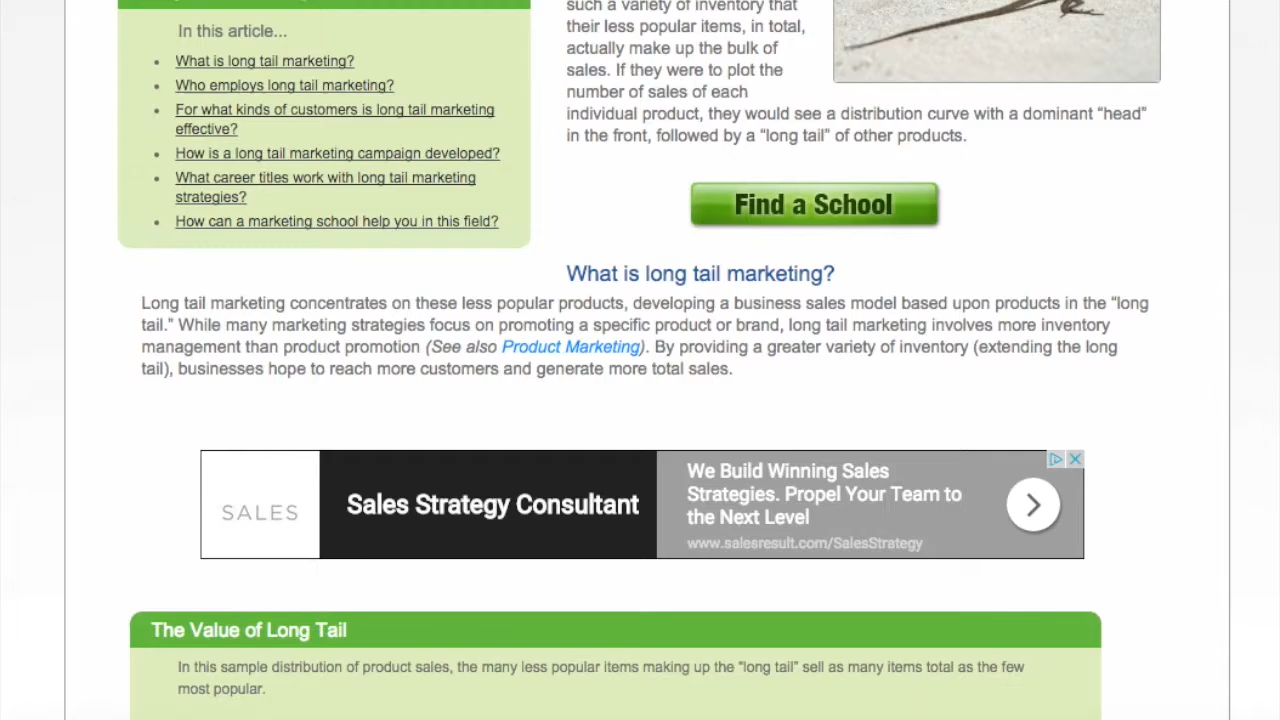 In this article...
What is long tail marketing?
Who employs long tail marketing?
For what kinds of customers is long tail marketing
effective?
How is a long tail marketing campaign developed?
What career titles work with long tail marketing
strategies?
How can a marketing school help you in this field?
such a variety of inventory that
their less popular items, in total,
actually make up the bulk of
sales. If they were to plot the
number of sales of each
individual product, they would see a distribution curve with a dominant “head”
in the front, followed by a “long tail” of other products.
Find a School
What is long tail marketing?
Long tail marketing concentrates on these less popular products, developing a business sales model based upon products in the “long
tail.” While many marketing strategies focus on promoting a specific product or brand, long tail marketing involves more inventory
management than product promotion (See also Product Marketing). By providing a greater variety of inventory (extending the long
tail), businesses hope to reach more customers and generate more total sales.
SALES
Sales Strategy Consultant
We Build Winning Sales
Strategies. Propel Your Team to
the Next Level
www.salesresult.com/SalesStrategy
The Value of Long Tail
In this sample distribution of product sales, the many less popular items making up the “long tail” sell as many items total as the few
most popular.